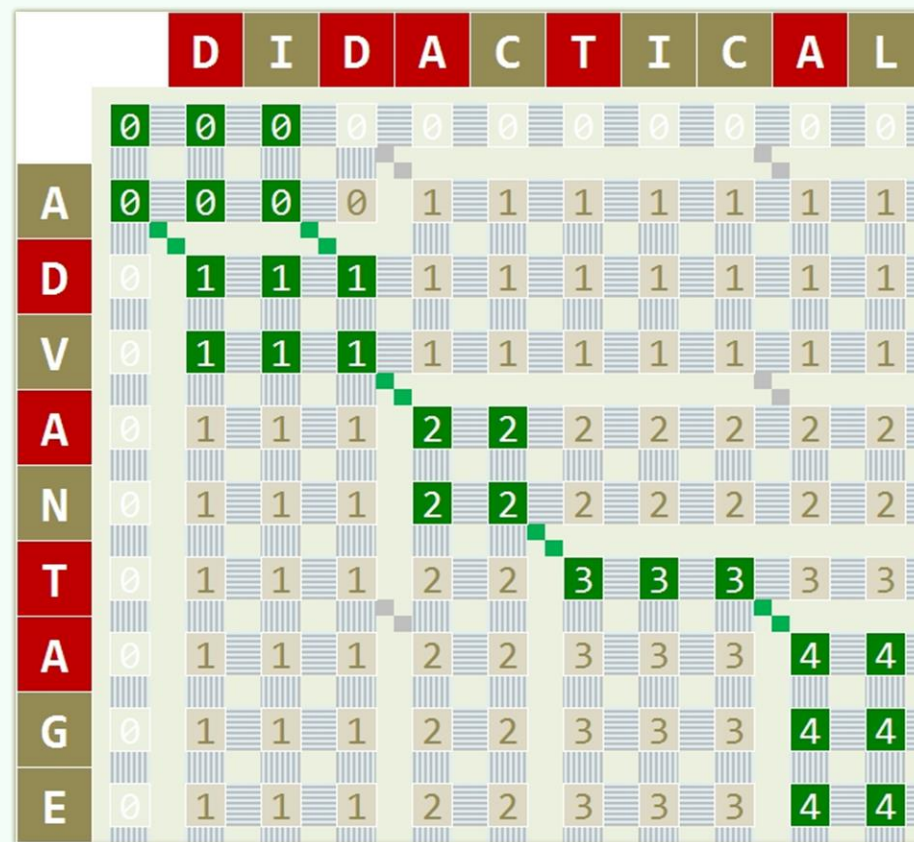 D I D A C T I C A L
0 0 0 0 0 0 0 0 0 0 0
A 0 0 0 0 1 1 1 1 1 1 1
D 0 1 1 1 1 1 1 1 1 1 1
V 0 1 1 1 1 1 1 1 1 1 1
A 0 1 1 1 2 2 2 2 2 2 2
N 0 1 1 1 2 2 2 2 2 2 2
T 0 1 1 1 2 2 3 3 3 3 3
A 0 1 1 1 2 2 3 3 3 4 4
G 0 1 1 1 2 2 3 3 3 4 4
E 0 1 1 1 2 2 3 3 3 4 4